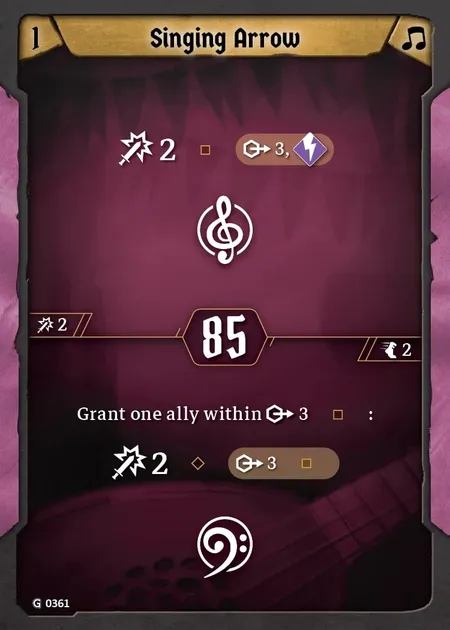 1 Singing Arrow
2 3,
2 85 2
Grant one ally within 3 :
2 3
G 0361